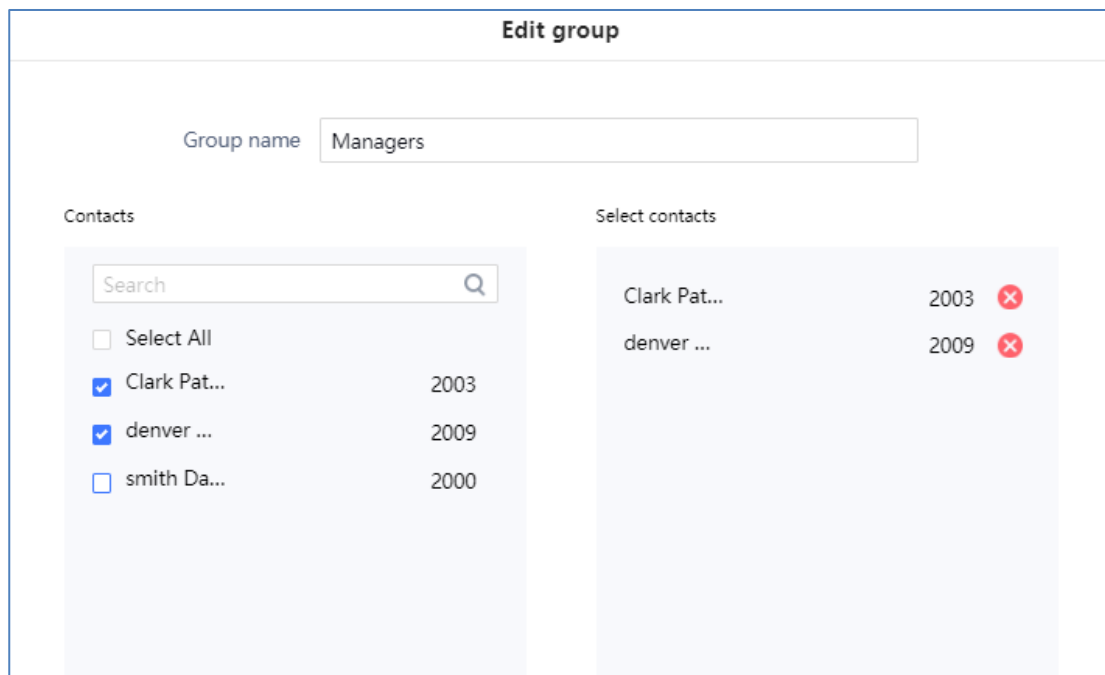 Edit group
Group name Managers
Contacts
Search
Select All
Clark Pat... 2003
denver ... 2009
smith Da... 2000
Select contacts
Clark Pat... 2003
denver ... 2009